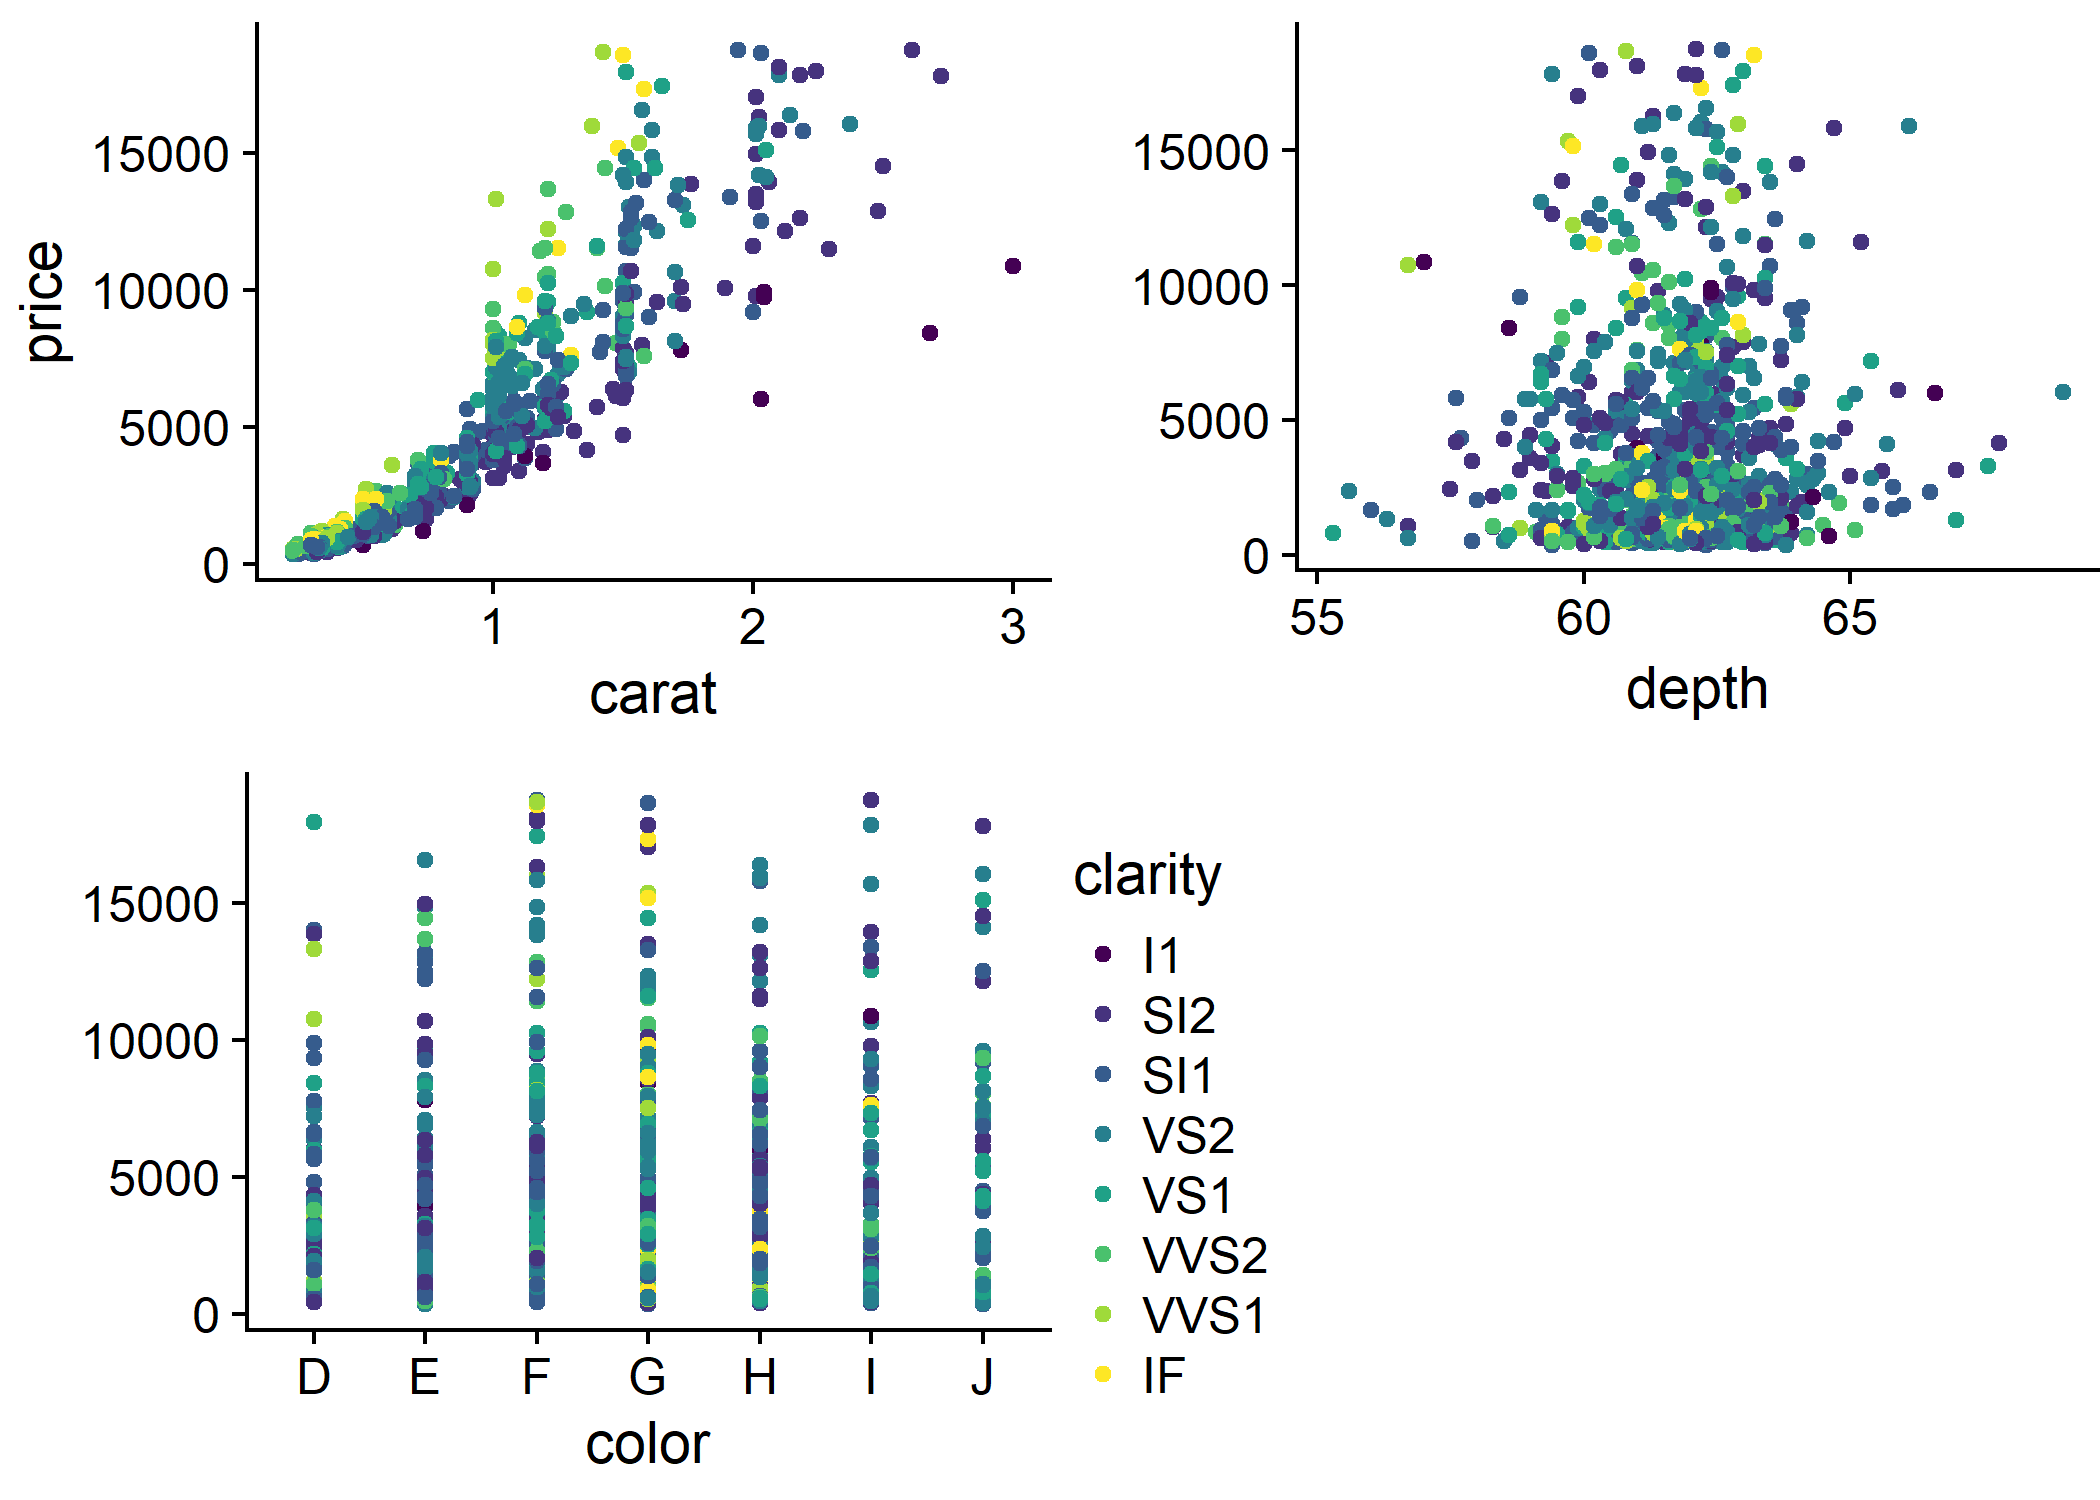 price
15000
10000
5000
0
1 2 3
carat
15000
10000
5000
0
55 60 65
depth
15000
10000
5000
0
D E F G H I J
color
clarity
I1
SI2
SI1
VS2
VS1
VVS2
VVS1
IF